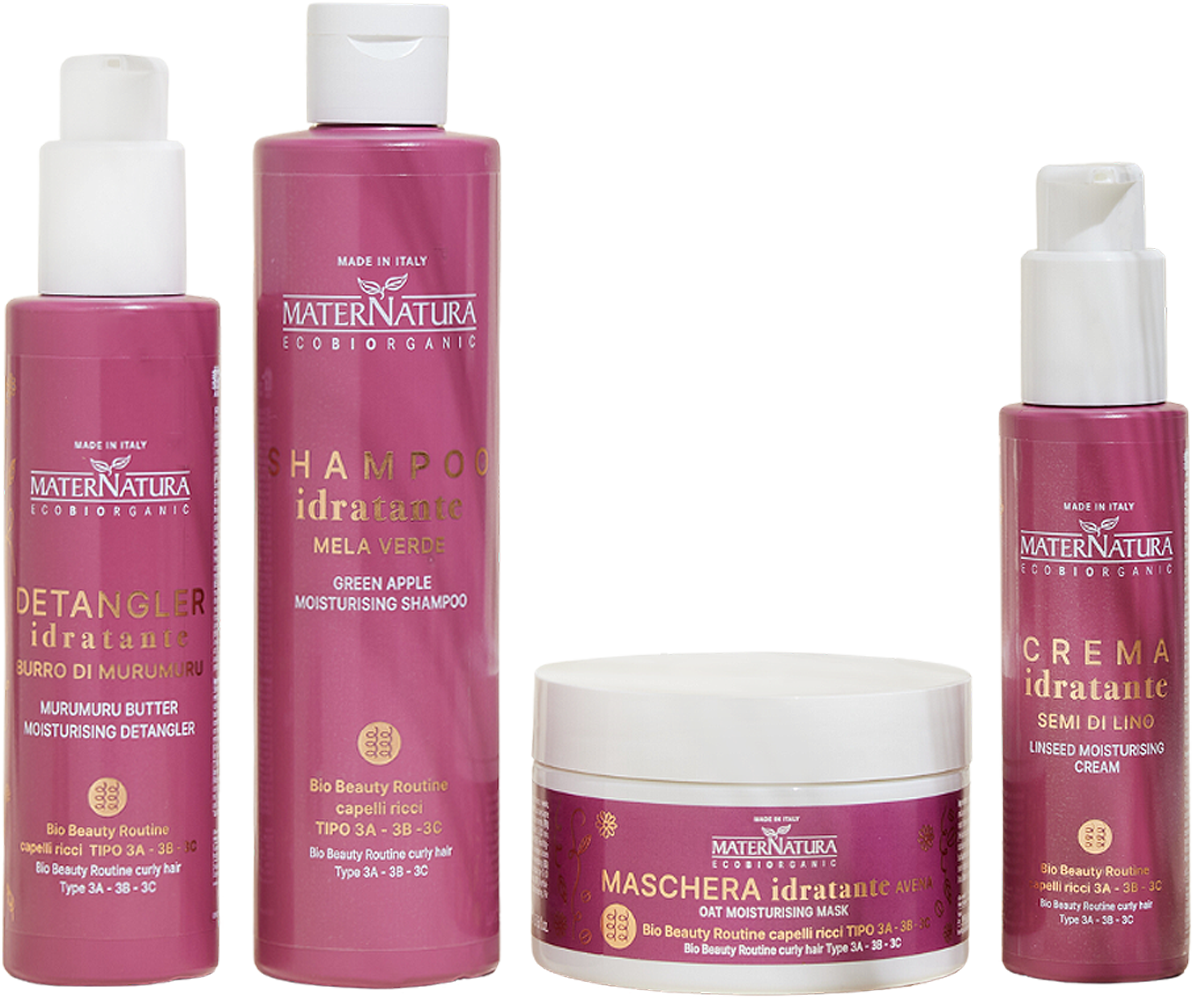 MADE IN ITALY
MATERNATURA
ECOBIORGANIC
DETANGLER
idratante
BURRO DI MURUMURU
MURUMURU BUTTER
MOISTURISING DETANGLER
Bio Beauty Routine
capelli ricci TIPO 3A - 3B - 3C
Bio Beauty Routine curly hair
Type 3A - 3B - 3C
MADE IN ITALY
MATERNATURA
ECOBIORGANIC
SHAMPOO
idratante
MELA VERDE
GREEN APPLE
MOISTURISING SHAMPOO
Bio Beauty Routine
capelli ricci
TIPO 3A - 3B -3C
Bio Beauty Routine curly hair
Type 3A - 3B - 3C
MADE IN ITALY
MATERNATURA
ECOBIORGANIC
MASCHERA idratante AVENA
OAT MOISTURISING MASK
Bio Beauty Routine capelli ricci TIPO 3A - 3B - 3C
Bio Beauty Routine curly hair Type 3A - 3B - 3C
MADE IN ITALY
MATERNATURA
ECOBIORGANIC
CREMA
idratante
SEMI DI LINO
LINSEED MOISTURISING
CREAM
Bio Beauty Routine
capelli ricci 3A - 3B - 3C
Bio Beauty Routine curly hair
Type 3A - 3B - 3C